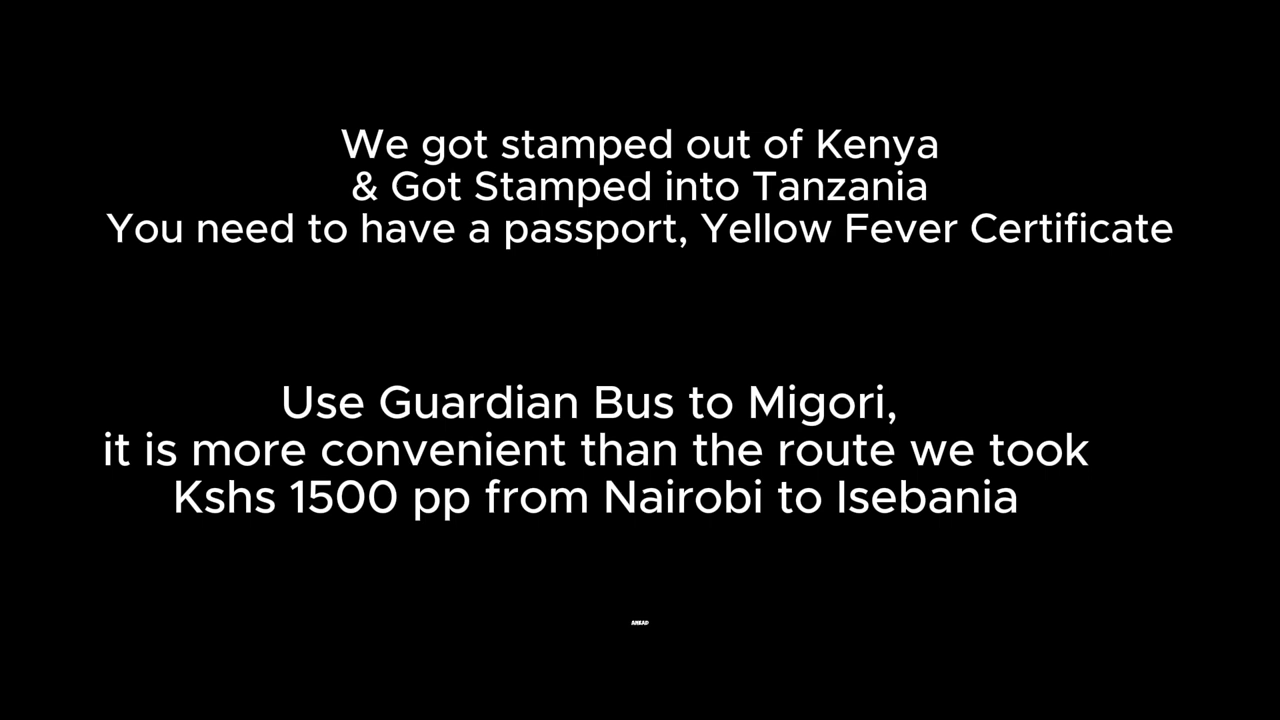 We got stamped out of Kenya
& Got Stamped into Tanzania
You need to have a passport, Yellow Fever Certificate
Use Guardian Bus to Migori,
it is more convenient than the route we took
Kshs 1500 pp from Nairobi to Isebania
AHEAD